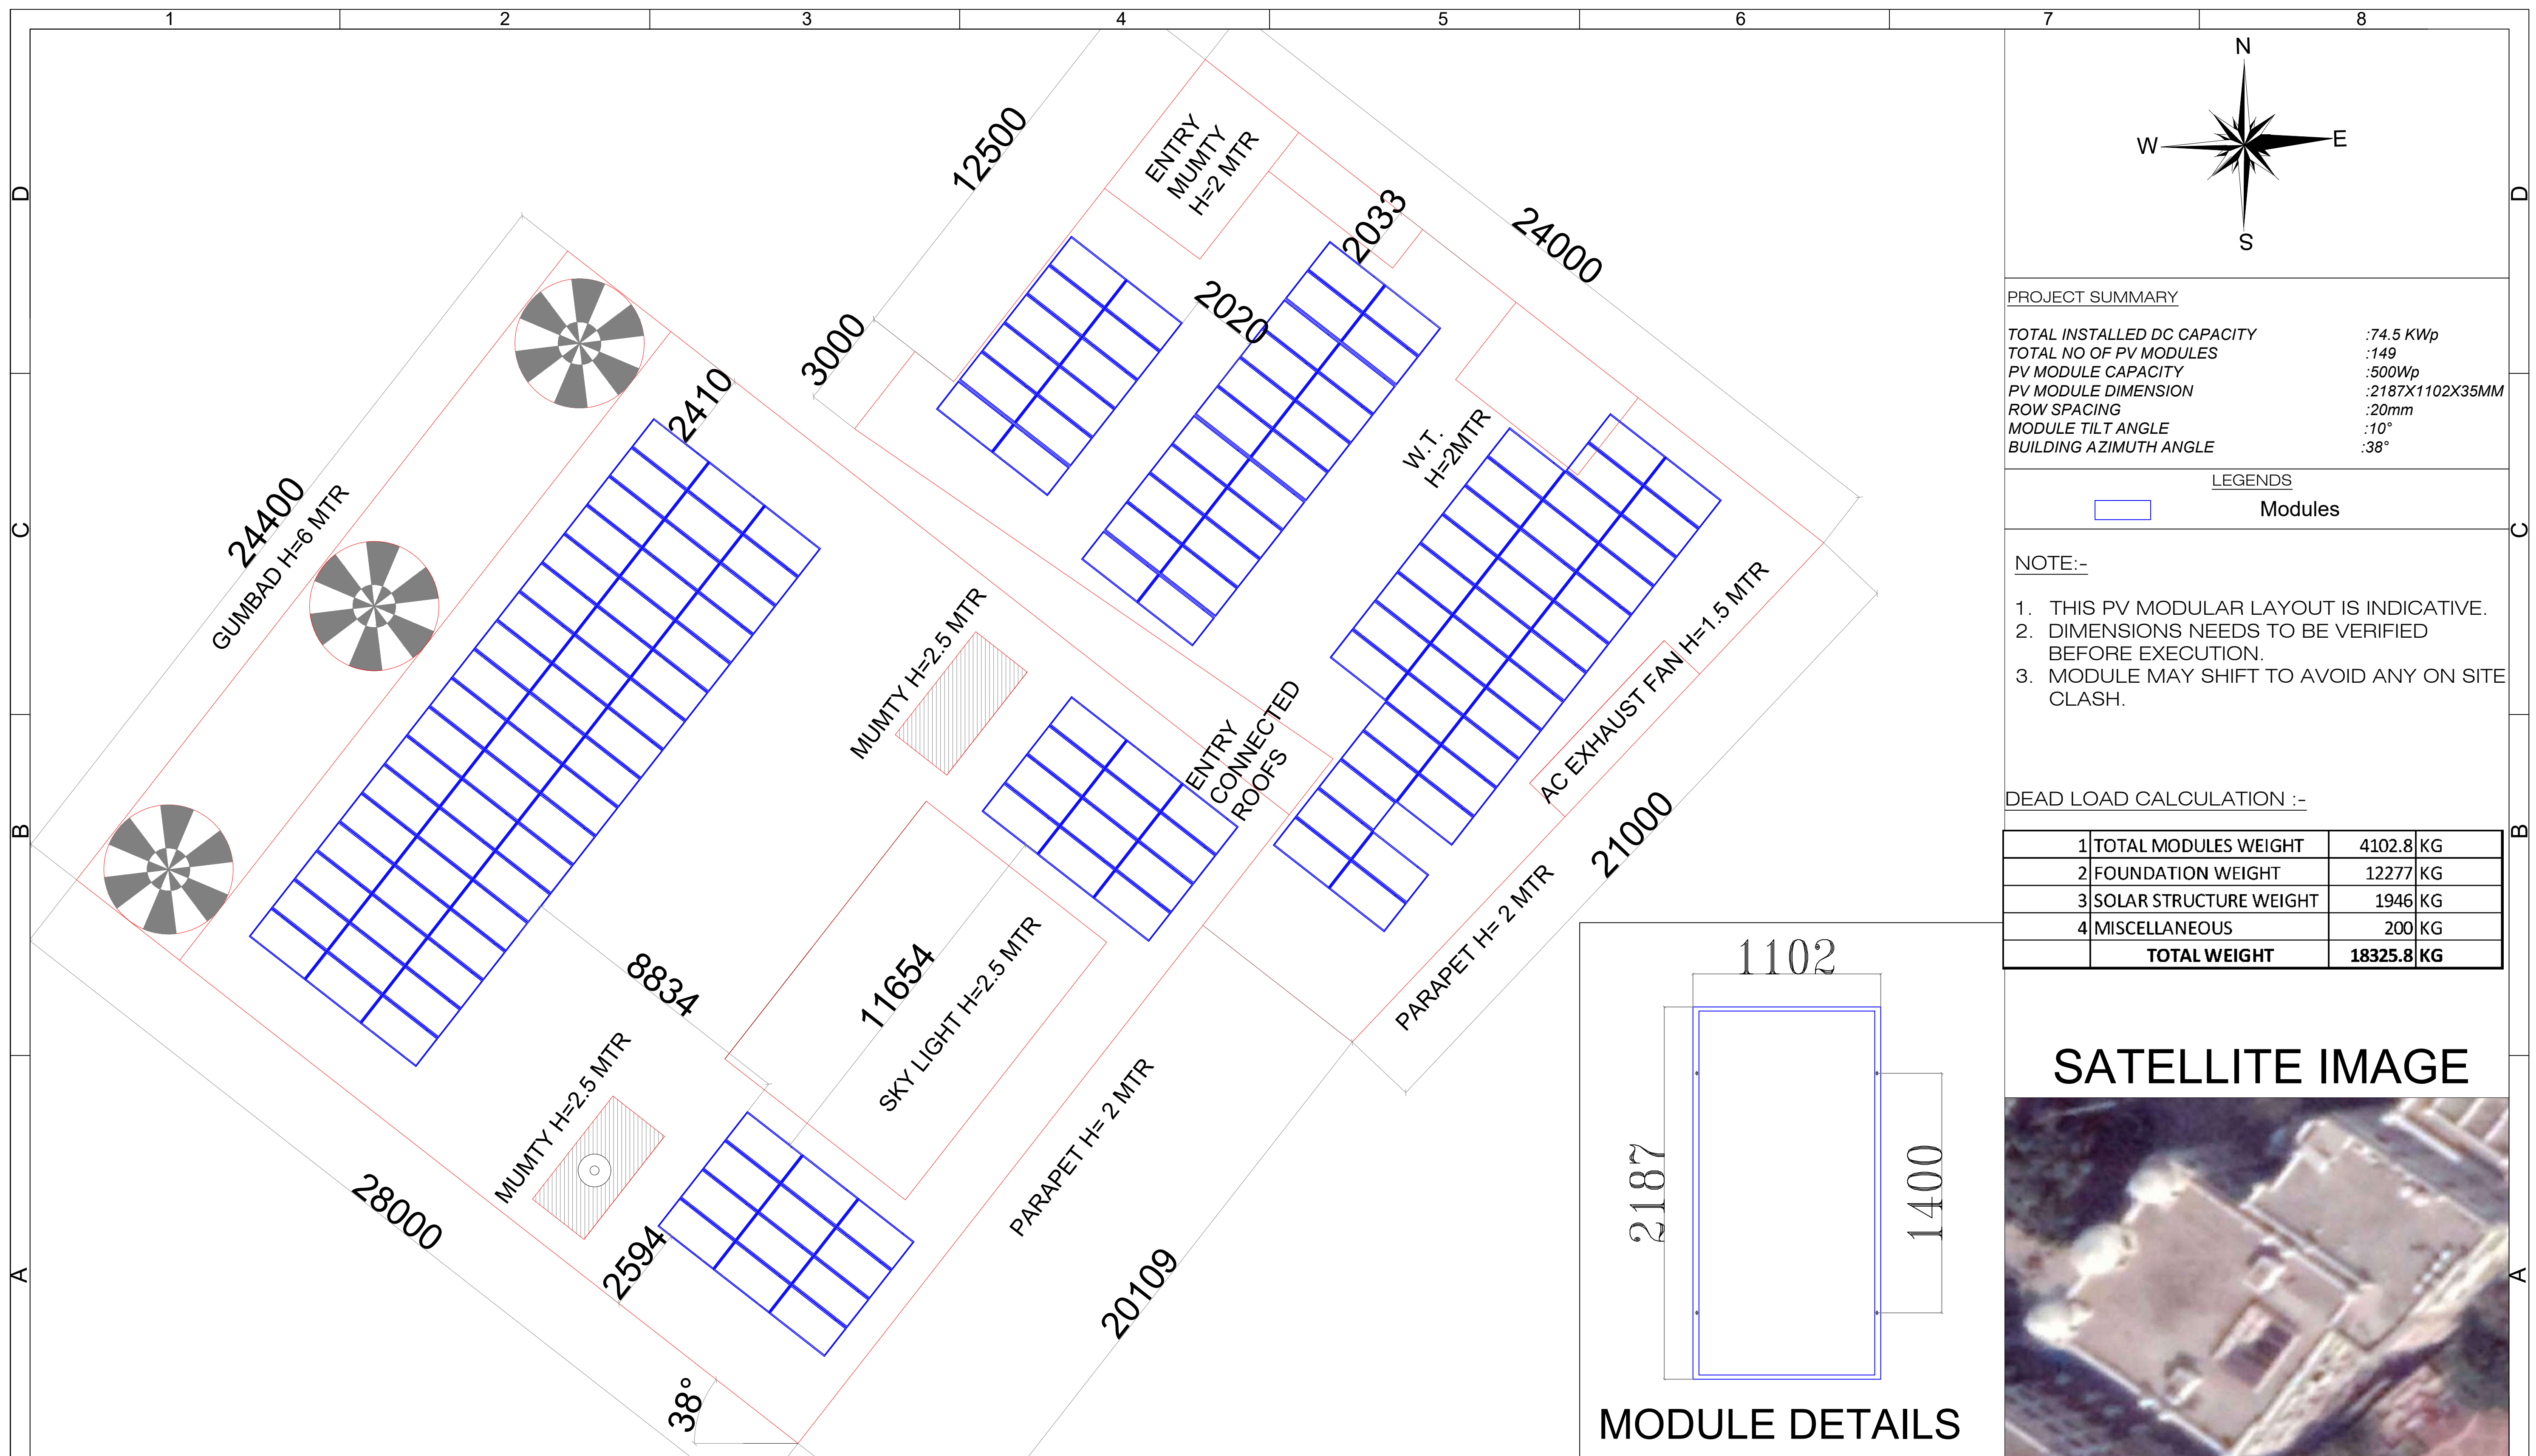 1 2 3 4 5 6 7 8
D
C
B
A
D
C
B
A
12500
ENTRY
MUMTY
H=2 MTR
24000
2033
2020
3000
2410
24400
GUMBAD H=6 MTR
W.T.
H=2MTR
MUMTY H=2.5 MTR
ENTRY
CONNECTED
ROOFS
AC EXHAUST FAN H=1.5 MTR
21000
PARAPET H= 2 MTR
8834
11654
SKY LIGHT H=2.5 MTR
MUMTY H=2.5 MTR
PARAPET H= 2 MTR
28000
2594
20109
38°
1102
2187
1400
MODULE DETAILS
N
W
E
S
PROJECT SUMMARY
TOTAL INSTALLED DC CAPACITY :74.5 KWp
TOTAL NO OF PV MODULES :149
PV MODULE CAPACITY :500Wp
PV MODULE DIMENSION :2187X1102X35MM
ROW SPACING :20mm
MODULE TILT ANGLE :10°
BUILDING AZIMUTH ANGLE :38°
LEGENDS
Modules
NOTE:-
1. THIS PV MODULAR LAYOUT IS INDICATIVE.
2. DIMENSIONS NEEDS TO BE VERIFIED
BEFORE EXECUTION.
3. MODULE MAY SHIFT TO AVOID ANY ON SITE
CLASH.
DEAD LOAD CALCULATION :-
1 TOTAL MODULES WEIGHT 4102.8 KG
2 FOUNDATION WEIGHT 12277 KG
3 SOLAR STRUCTURE WEIGHT 1946 KG
4 MISCELLANEOUS 200 KG
TOTAL WEIGHT 18325.8 KG
SATELLITE IMAGE